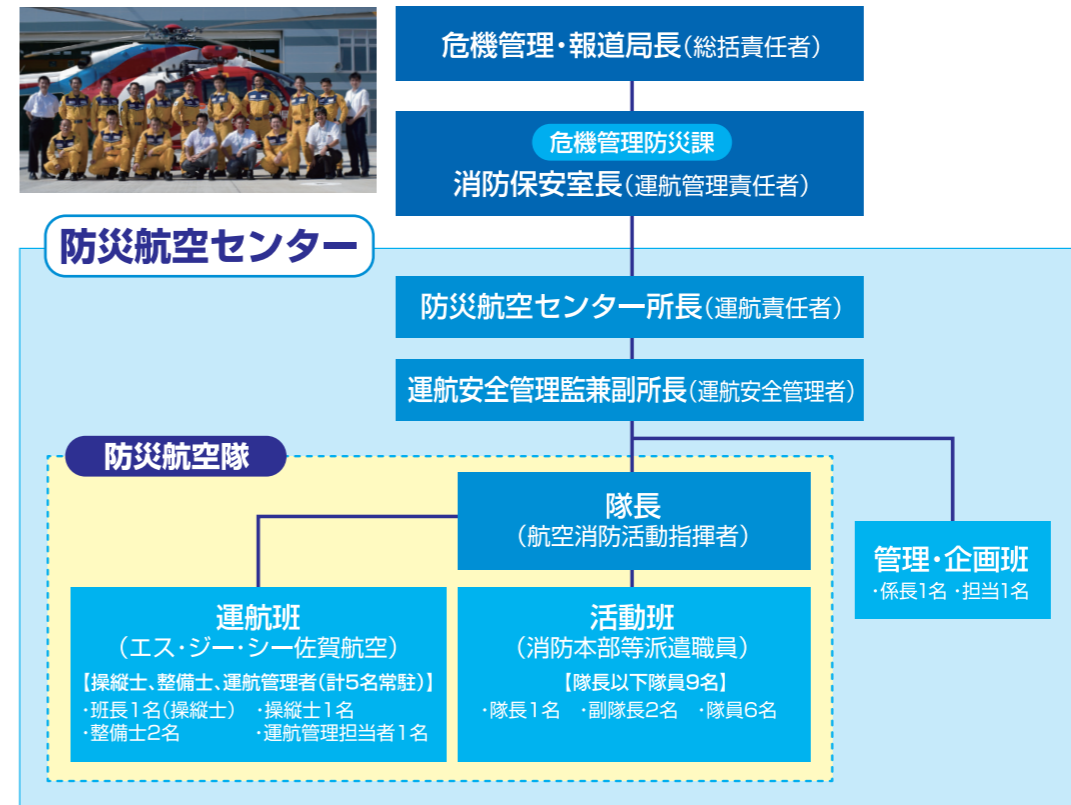 危機管理・報道局長（総括責任者）
危機管理防災課
消防保安室長（運航管理責任者）
防災航空センター
防災航空センター所長（運航責任者）
運航安全管理監兼副所長（運航安全管理者）
防災航空隊
隊長
（航空消防活動指揮者）
管理・企画班
・係長1名 ・担当1名
運航班
（エス・ジー・シー佐賀航空）
【操縦士、整備士、運航管理者（計5名常駐）】
・班長1名（操縦士） ・操縦士1名
・整備士2名 ・運航管理担当者1名
活動班
（消防本部等派遣職員）
【隊長以下隊員9名】
・隊長1名 ・副隊長2名 ・隊員6名